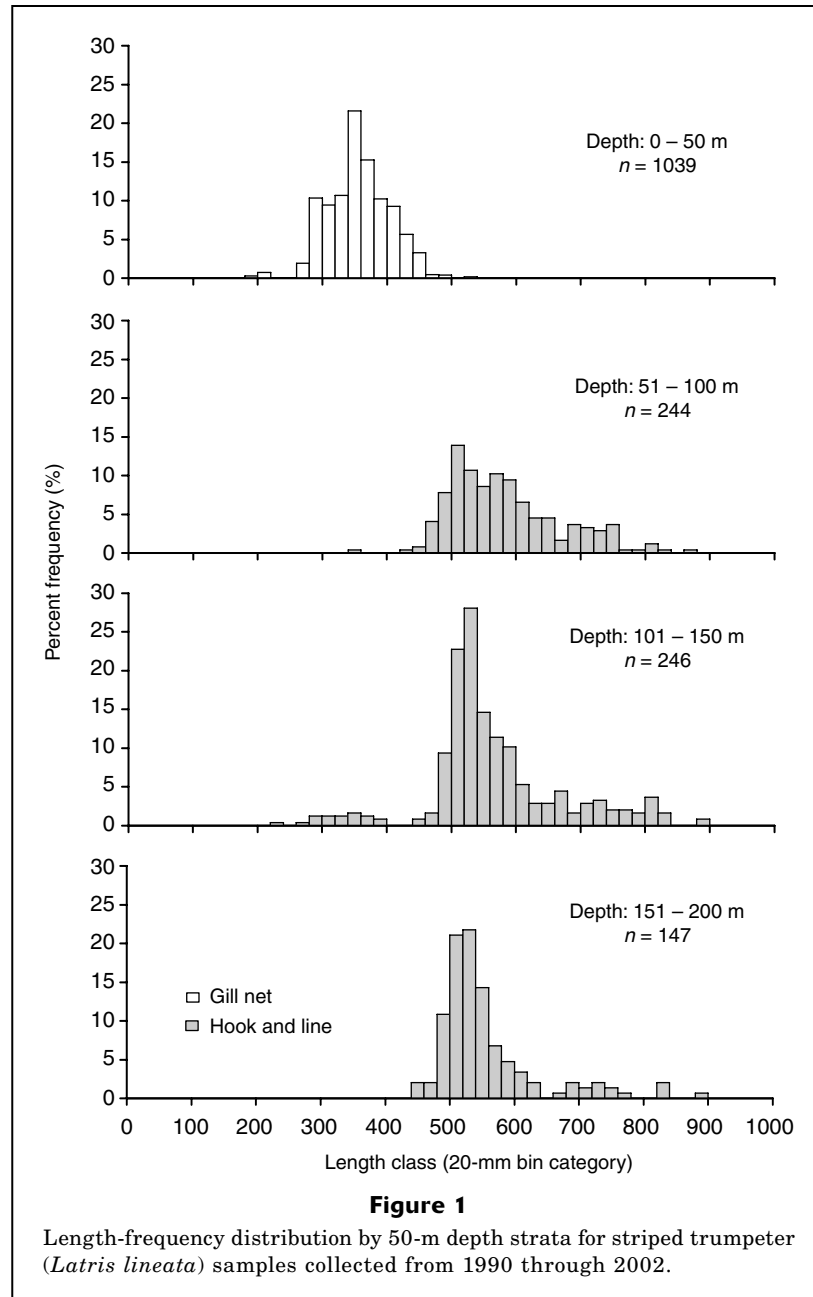 30
25
20
15
10
5
0
Depth: 0 – 50 m
n = 1039
30
25
20
15
10
5
0
Depth: 51 – 100 m
n = 244
Percent frequency (%)
30
25
20
15
10
5
0
Depth: 101 – 150 m
n = 246
30
25
20
15
10
5
0
Depth: 151 – 200 m
n = 147
Gill net
Hook and line
0 100 200 300 400 500 600 700 800 900 1000
Length class (20-mm bin category)
Figure 1
Length-frequency distribution by 50-m depth strata for striped trumpeter
(Latris lineata) samples collected from 1990 through 2002.